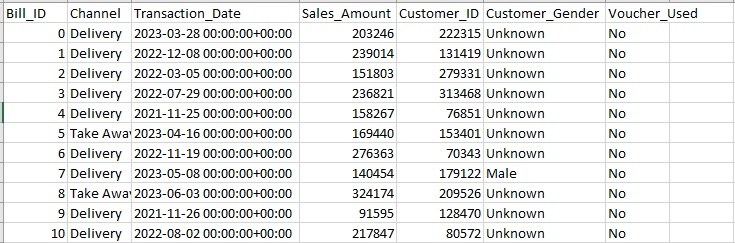 Bill_ID Channel Transaction_Date Sales_Amount Customer_ID Customer_Gender Voucher_Used
0 Delivery 2023-03-28 00:00:00+00:00 203246 222315 Unknown No
1 Delivery 2022-12-08 00:00:00+00:00 239014 131419 Unknown No
2 Delivery 2022-03-05 00:00:00+00:00 151803 279331 Unknown No
3 Delivery 2022-07-29 00:00:00+00:00 236821 313468 Unknown No
4 Delivery 2021-11-25 00:00:00+00:00 158267 76851 Unknown No
5 Take Away 2023-04-16 00:00:00+00:00 169440 153401 Unknown No
6 Delivery 2022-11-19 00:00:00+00:00 276363 70343 Unknown No
7 Delivery 2023-05-08 00:00:00+00:00 140454 179122 Male No
8 Take Away 2023-06-03 00:00:00+00:00 324174 209526 Unknown No
9 Delivery 2021-11-26 00:00:00+00:00 91595 128470 Unknown No
10 Delivery 2022-08-02 00:00:00+00:00 217847 80572 Unknown No